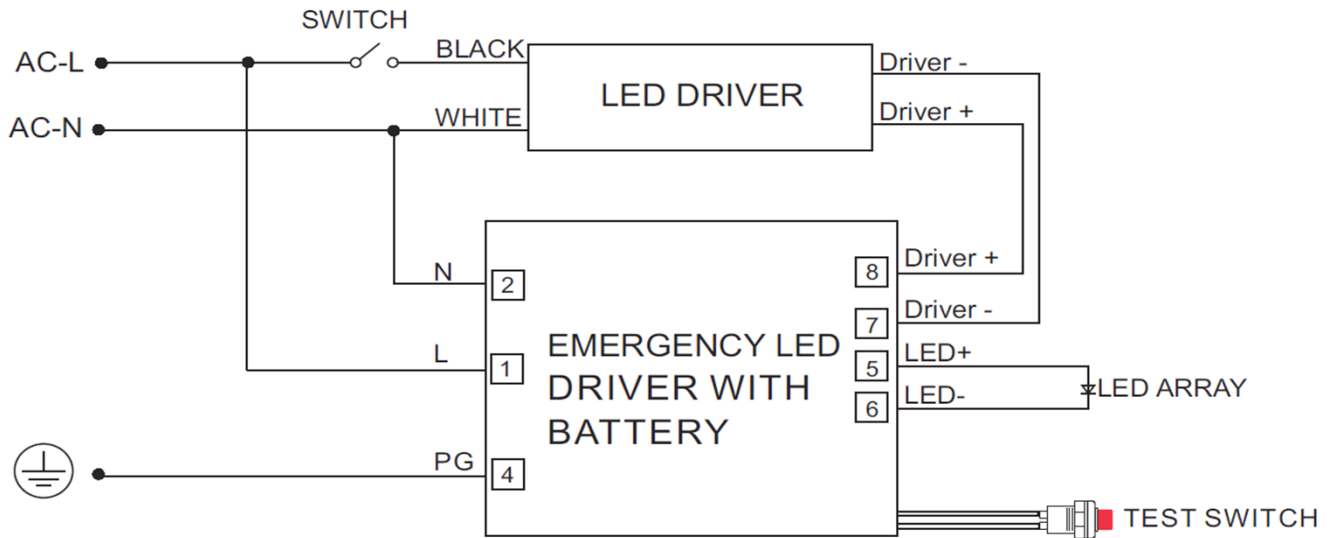 SWITCH
AC-L
BLACK
LED DRIVER
Driver -
AC-N
WHITE
Driver +
N
2
8
Driver +
7
Driver -
L
1
EMERGENCY LED
DRIVER WITH
BATTERY
5
LED+
6
LED-
LED ARRAY
PG
4
TEST SWITCH